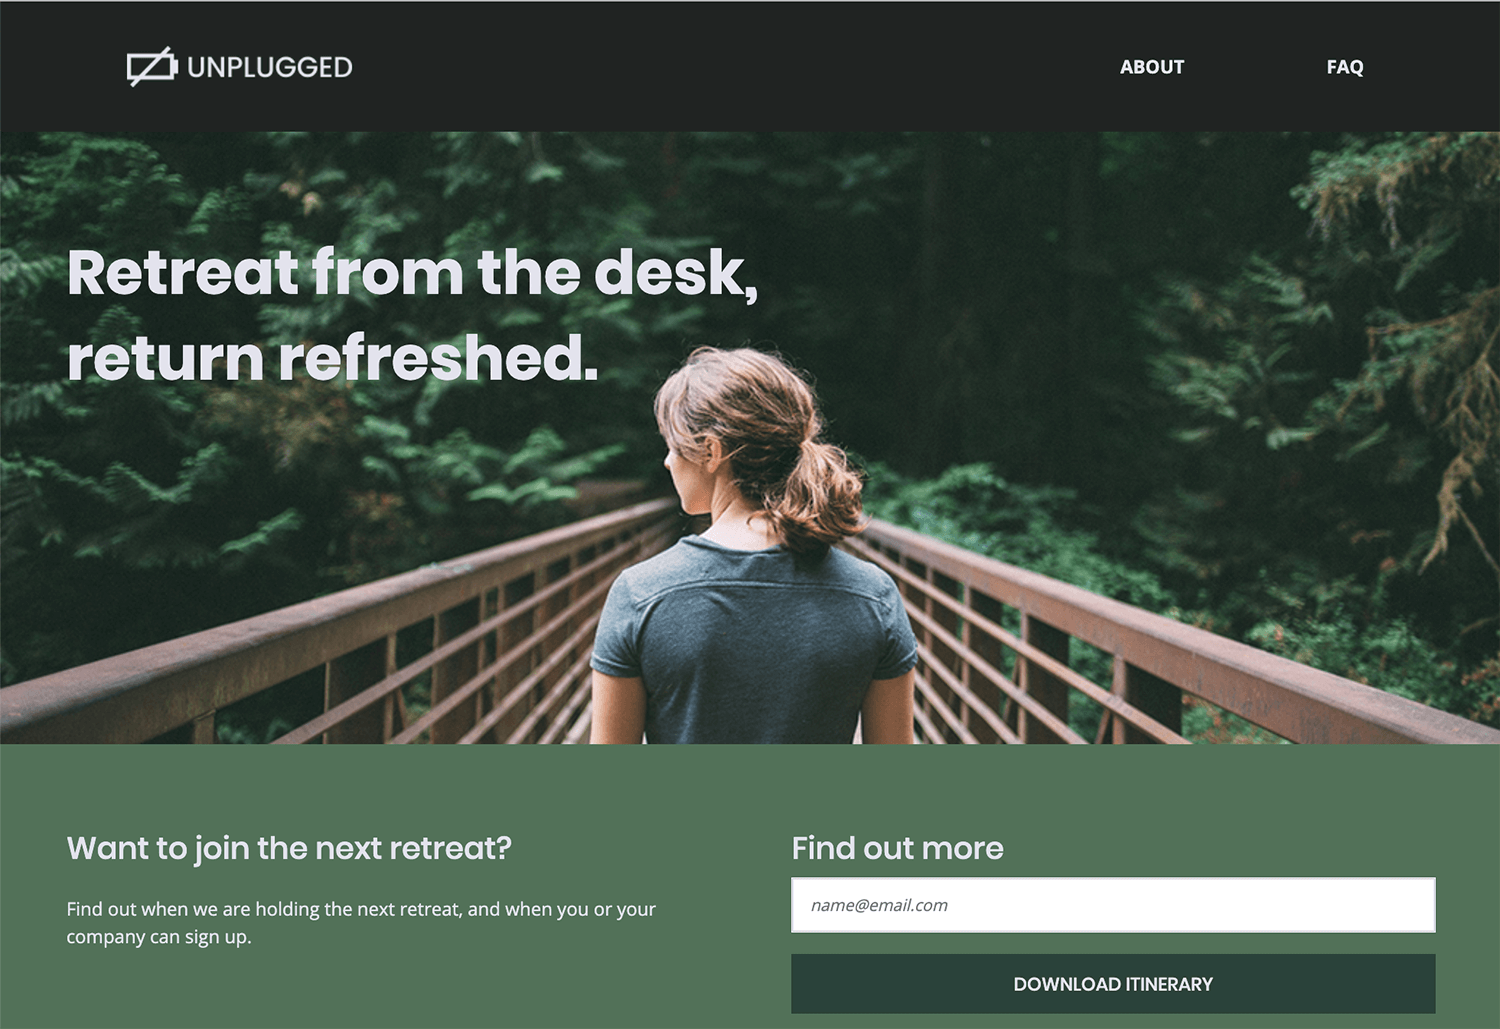 UNPLUGGED
ABOUT
FAQ
Retreat from the desk,
return refreshed.
Want to join the next retreat?
Find out when we are holding the next retreat, and when you or your
company can sign up.
Find out more
name@email.com
DOWNLOAD ITINERARY